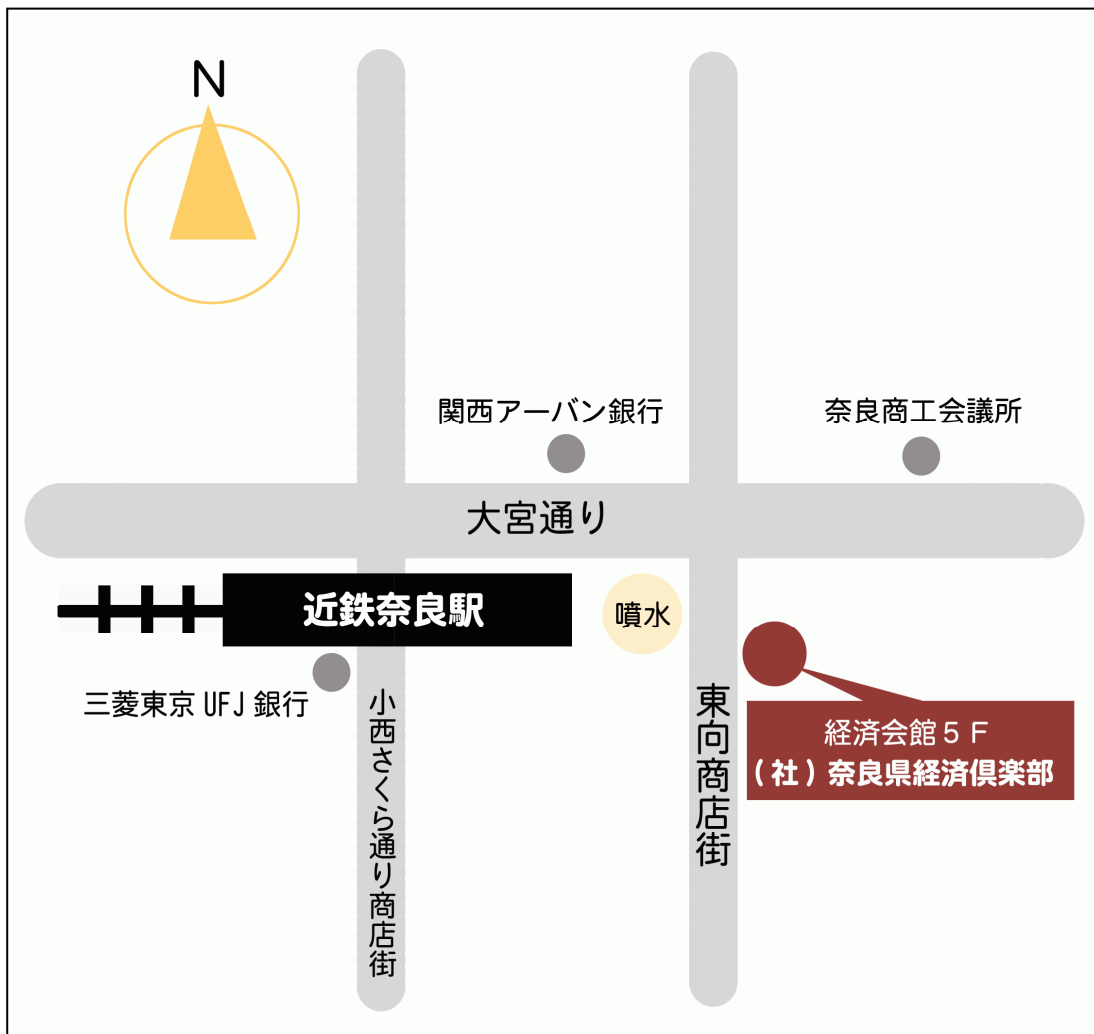 N
関西アーバン銀行
奈良商工会議所
大宮通り
近鉄奈良駅
噴水
三菱東京 UFJ 銀行
小西さくら通り商店街
東向商店街
経済会館５Ｆ
(社) 奈良県経済倶楽部